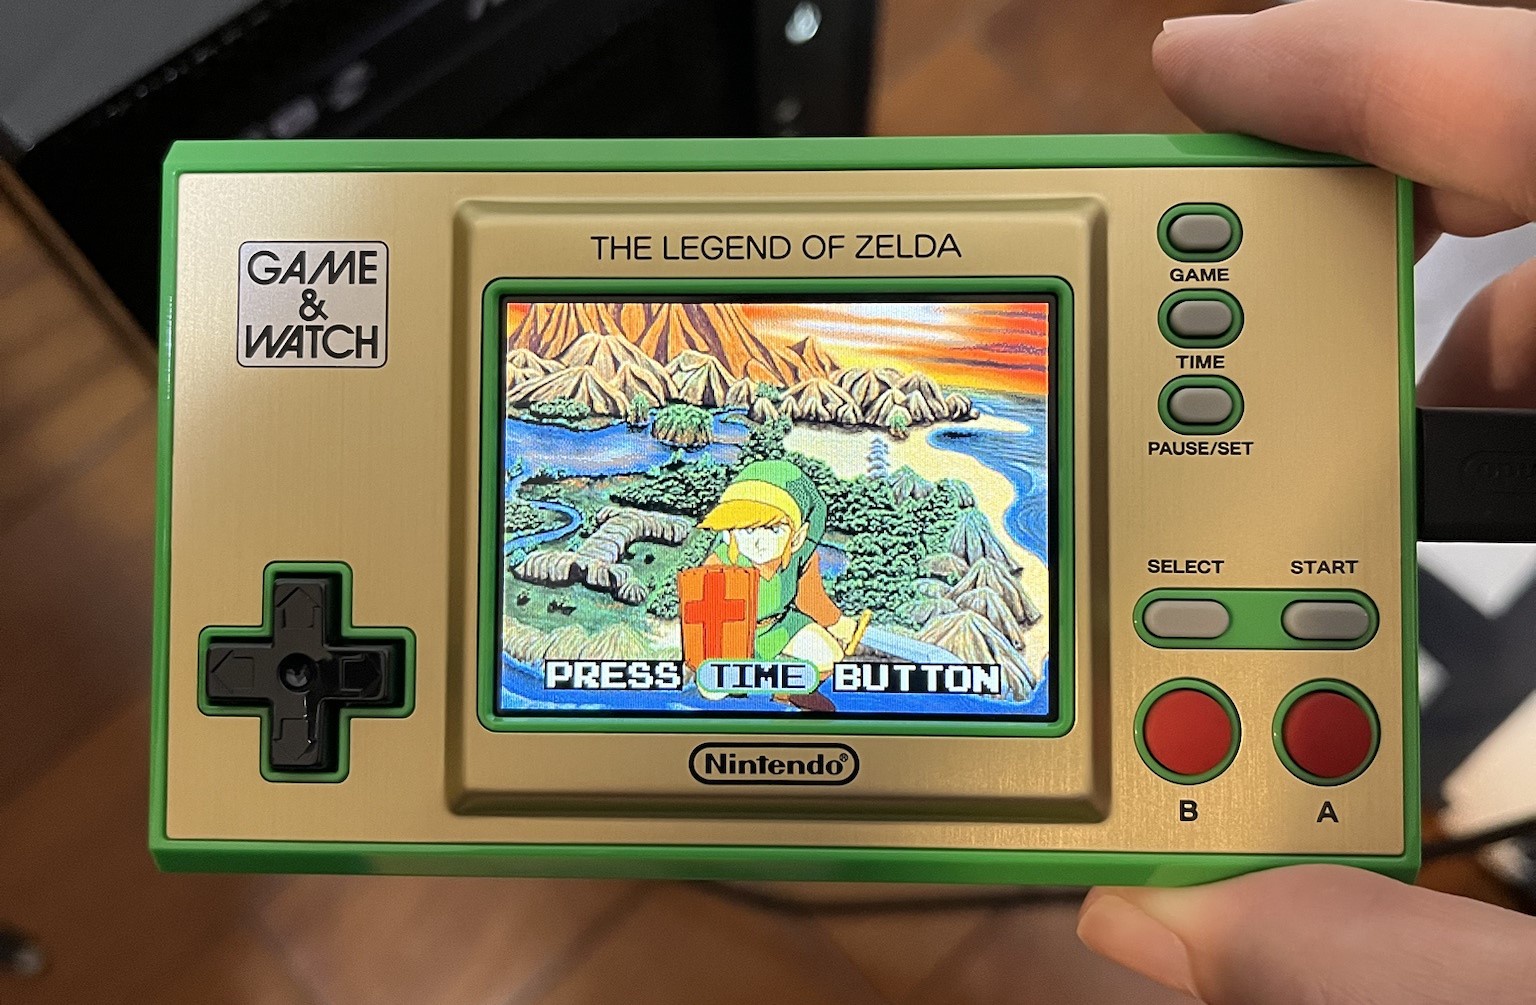 GAME
&
WATCH
THE LEGEND OF ZELDA
PRESS TIME BUTTON
Nintendo®
GAME
TIME
PAUSE/SET
SELECT START
B A